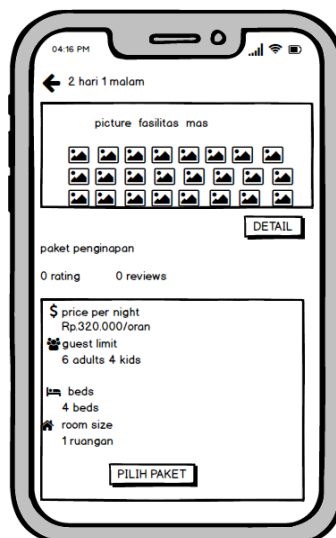 04:16 PM
2 hari 1 malam
picture fasilitas mas
DETAIL
paket penginapan
0 rating 0 reviews
$ price per night
Rp.320.000/oran
guest limit
6 adults 4 kids
beds
4 beds
room size
1 ruangan
PILIH PAKET